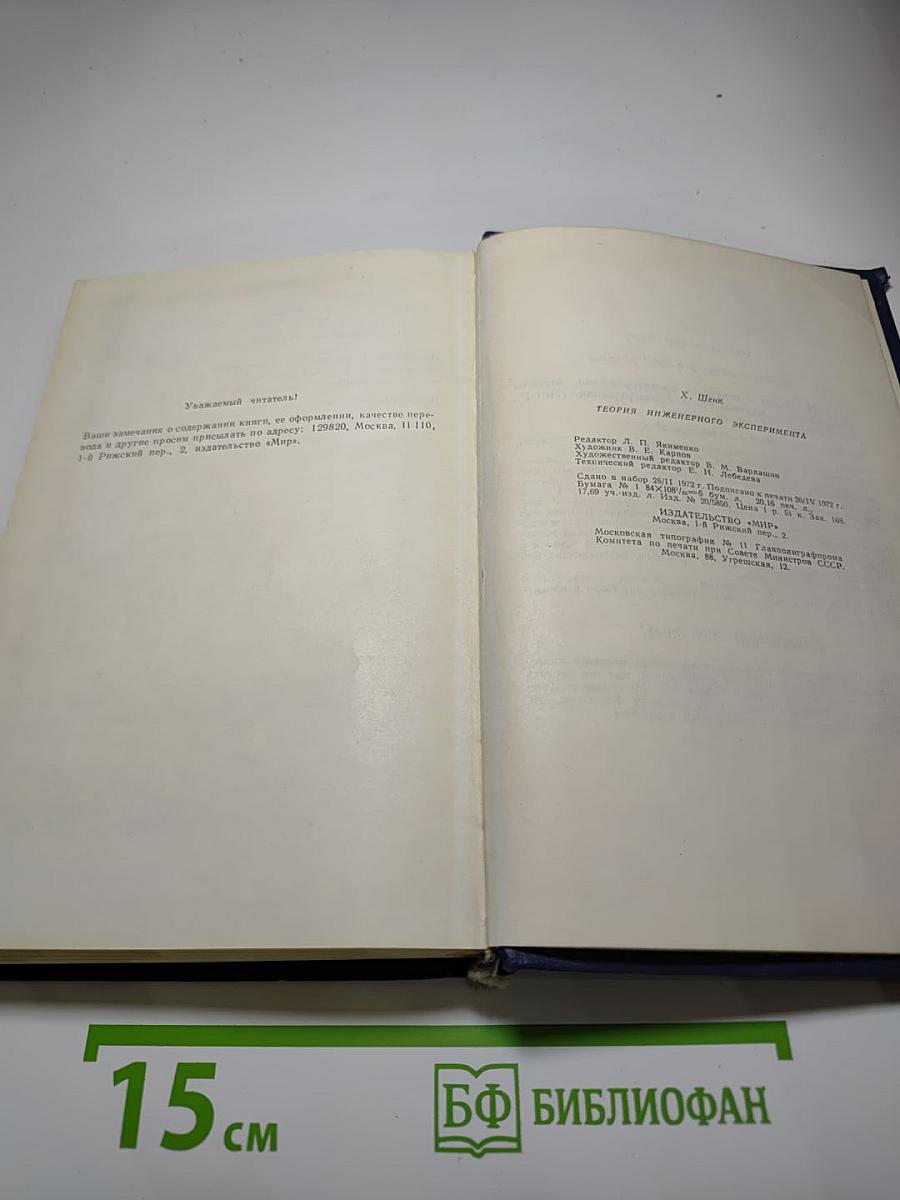 Уважаемый читатель!
Ваши замечания о содержании книги, ее оформлении, качестве пере-
вода и другие просим присылать по адресу: 129820, Москва, И-110,
1-й Рижский пер., 2, издательство «Мир».
Х. Шенк
ТЕОРИЯ ИНЖЕНЕРНОГО ЭКСПЕРИМЕНТА
Редактор Л. П. Якименко
Художник В. Е. Карпов
Художественный редактор В. М. Варлашин
Технический редактор Е. И. Лебедева
Сдано в набор 28/II 1972 г. Подписано к печати 26/IV 1972 г.
Бумага № 1 84×108¹/₃₂=6 бум. л. 20,16 печ. л.,
17,69 уч.-изд. л. Изд. № 20/5850. Цена 1 р. 51 к. Зак. 168.
ИЗДАТЕЛЬСТВО «МИР»
Москва, 1-й Рижский пер., 2.
Московская типография № 11 Главполиграфпрома
Комитета по печати при Совете Министров СССР.
Москва, 88, Угрешская, 12.
15 см
БФ БИБЛИОФАН